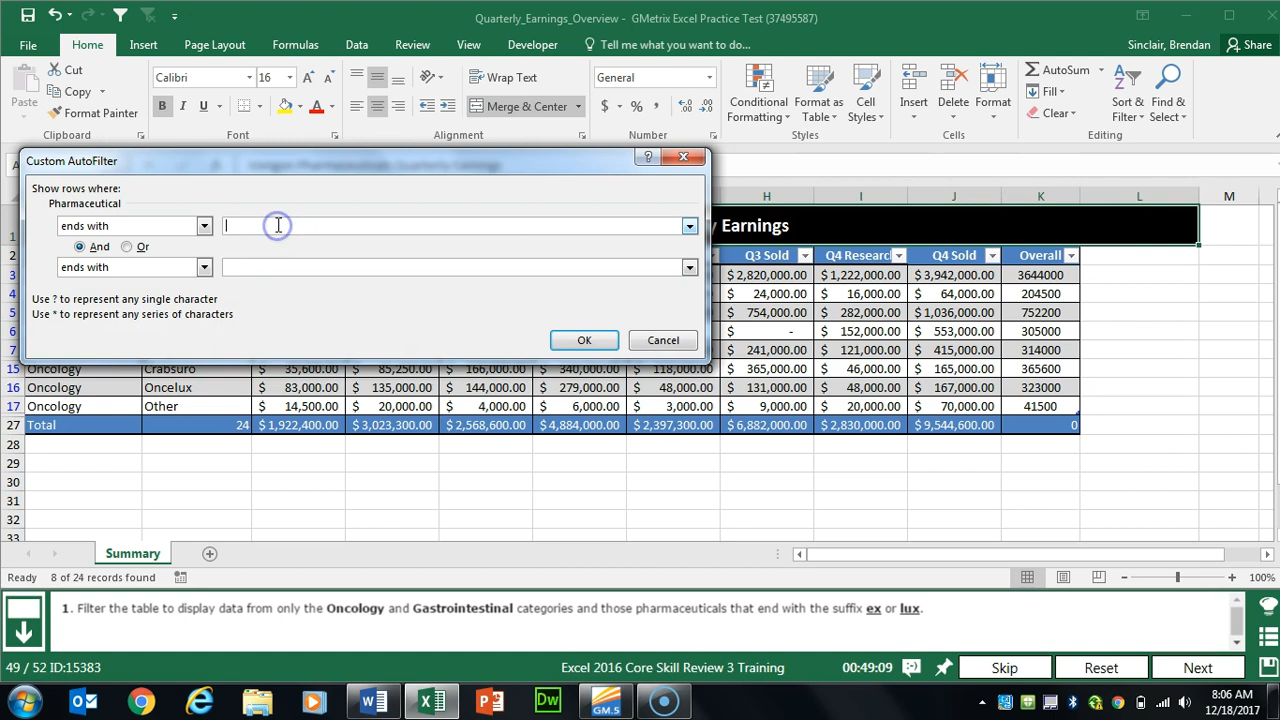 Quarterly_Earnings_Overview - GMetrix Excel Practice Test (37495587)
File Home Insert Page Layout Formulas Data Review View Developer Tell me what you want to do... Sinclair, Brendan Share
Paste
Cut
Copy
Format Painter
Clipboard
Calibri 16
B I U
Font
Wrap Text
Merge & Center
Alignment
General
$ % ,
Number
Conditional Formatting
Format as Table
Cell Styles
Styles
Insert
Delete
Format
Cells
AutoSum
Fill
Clear
Sort & Filter
Find & Select
Editing
Custom AutoFilter
Show rows where:
Pharmaceutical
ends with
And Or
ends with
Use ? to represent any single character
Use * to represent any series of characters
OK Cancel
H I J K L M
1 y Earnings
2 Q3 Sold Q4 Researc Q4 Sold Overall
3 $ 2,820,000.00 $ 1,222,000.00 $ 3,942,000.00 3644000
4 $ 24,000.00 $ 16,000.00 $ 64,000.00 204500
5 $ 754,000.00 $ 282,000.00 $ 1,036,000.00 752200
6 $ - $ 152,000.00 $ 553,000.00 305000
7 $ 241,000.00 $ 121,000.00 $ 415,000.00 314000
15 Oncology Crabsuro $ 35,600.00 $ 85,250.00 $ 166,000.00 $ 340,000.00 $ 118,000.00 $ 365,000.00 $ 46,000.00 $ 165,000.00 365600
16 Oncology Oncelux $ 83,000.00 $ 135,000.00 $ 144,000.00 $ 279,000.00 $ 48,000.00 $ 131,000.00 $ 48,000.00 $ 167,000.00 323000
17 Oncology Other $ 14,500.00 $ 20,000.00 $ 4,000.00 $ 6,000.00 $ 3,000.00 $ 9,000.00 $ 20,000.00 $ 70,000.00 41500
27 Total 24 $ 1,922,400.00 $ 3,023,300.00 $ 2,568,600.00 $ 4,884,000.00 $ 2,397,300.00 $ 6,882,000.00 $ 2,830,000.00 $ 9,544,600.00 0
28
29
30
31
32
33
Summary
Ready 8 of 24 records found 100%
1. Filter the table to display data from only the Oncology and Gastrointestinal categories and those pharmaceuticals that end with the suffix ex or lux.
49 / 52 ID:15383 Excel 2016 Core Skill Review 3 Training 00:49:09 Skip Reset Next
Dw GM.5 8:06 AM
12/18/2017